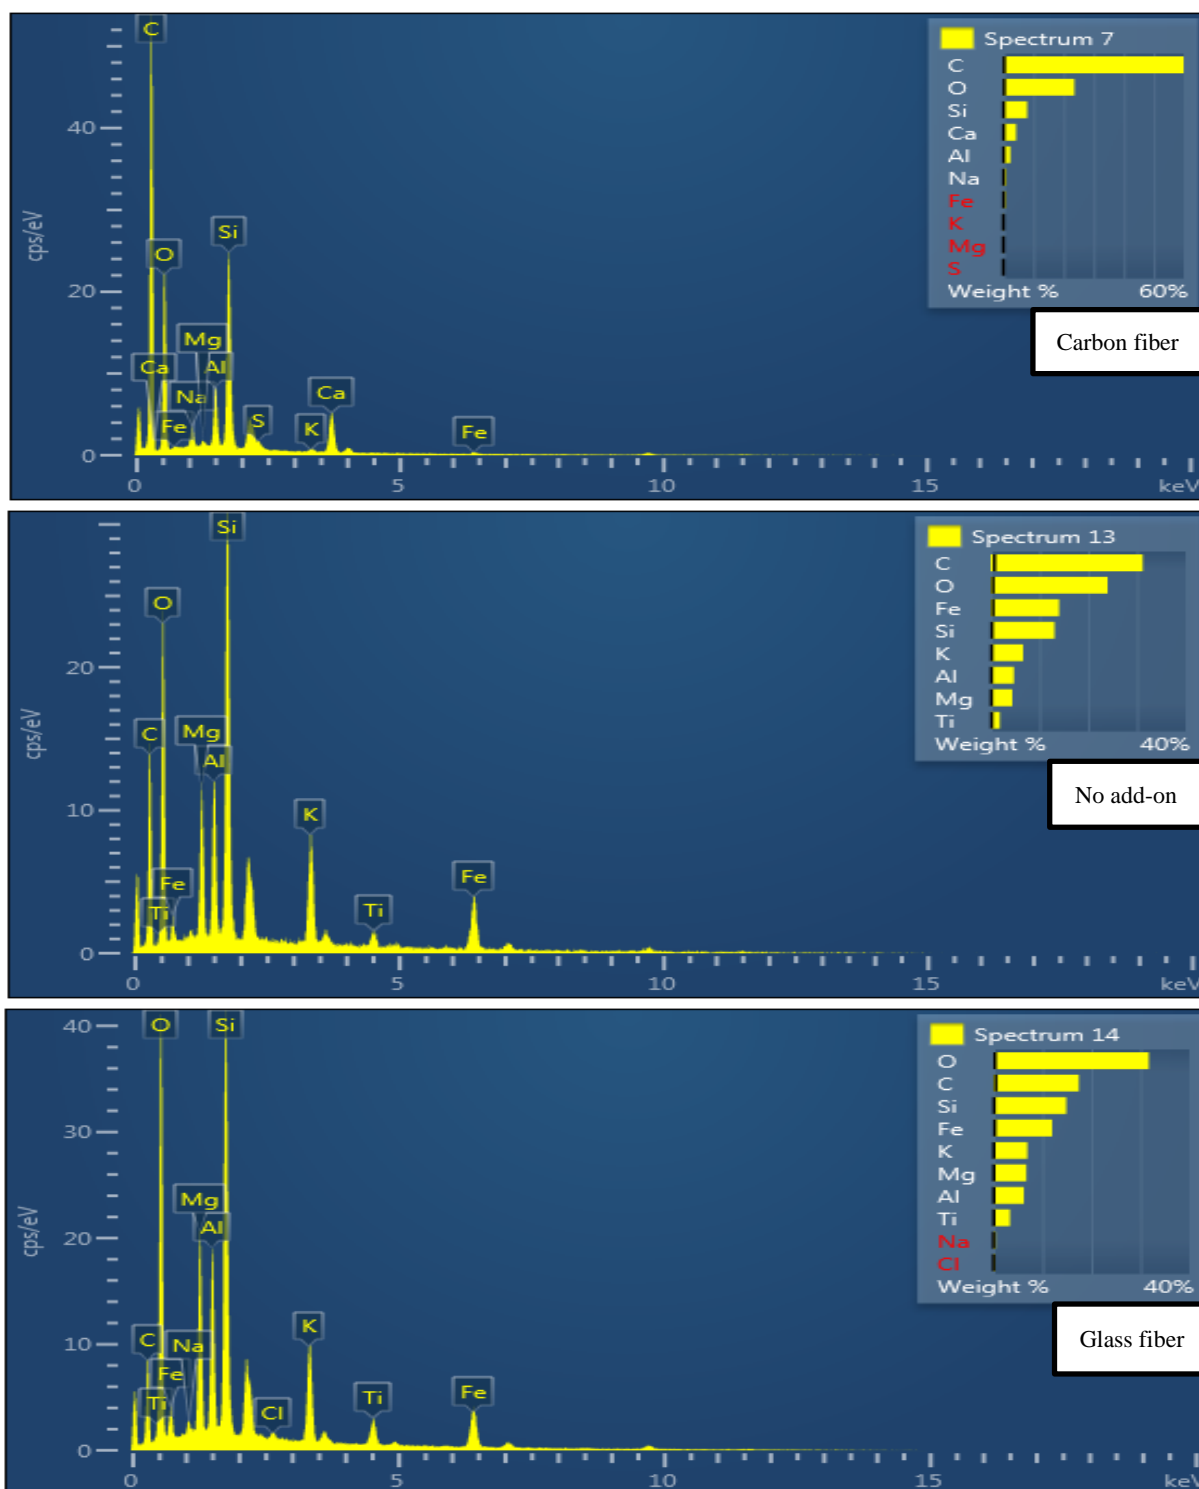 C
Spectrum 7
C
O
Si
Ca
Al
Na
Fe
K
Mg
S
Weight % 60%
Carbon fiber
40
cps/eV
Si
O
20
Mg
Ca
Al
Na
Ca
Fe
S
K
Fe
0
0 5 10 15 keV
Si
Spectrum 13
C
O
Fe
Si
K
Al
Mg
Ti
Weight % 40%
No add-on
O
20
cps/eV
C
Mg
Al
10
K
Fe
Fe
Ti
Ti
0
0 5 10 15 keV
40
O
Si
Spectrum 14
O
C
Si
Fe
K
Mg
Al
Ti
Na
Cl
Weight % 40%
Glass fiber
30
cps/eV
Mg
Al
20
C
Na
K
10
Fe
Ti
Cl
Ti
Fe
0
0 5 10 15 keV